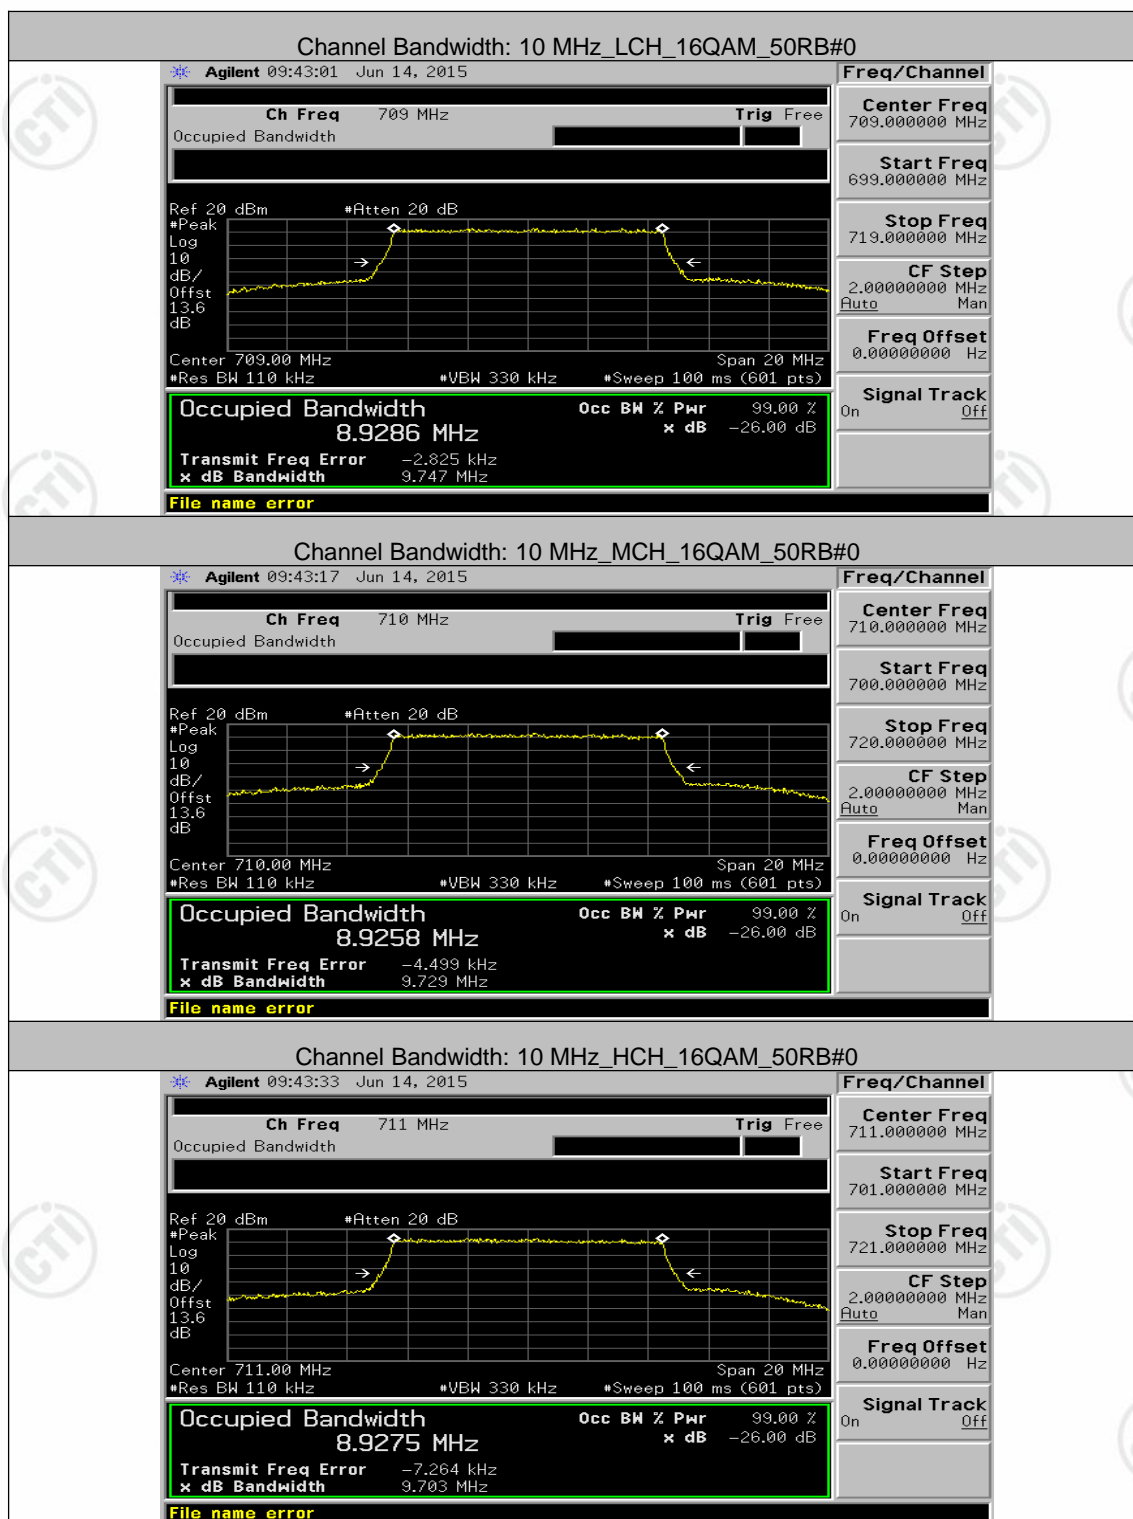 Channel Bandwidth: 10 MHz_LCH_16QAM_50RB#0
Agilent 09:43:01 Jun 14, 2015 Freq/Channel
Ch Freq 709 MHz Trig Free
Occupied Bandwidth
Center Freq
709.000000 MHz
Start Freq
699.000000 MHz
Stop Freq
719.000000 MHz
CF Step
2.00000000 MHz
Auto Man
Freq Offset
0.00000000 Hz
Signal Track
On Off
Ref 20 dBm #Atten 20 dB
#Peak
Log
10
dB/
Offst
13.6
dB
Center 709.00 MHz Span 20 MHz
#Res BW 110 kHz #VBW 330 kHz #Sweep 100 ms (601 pts)
Occupied Bandwidth Occ BW % Pwr 99.00 %
8.9286 MHz x dB -26.00 dB
Transmit Freq Error -2.825 kHz
x dB Bandwidth 9.747 MHz
File name error
Channel Bandwidth: 10 MHz_MCH_16QAM_50RB#0
Agilent 09:43:17 Jun 14, 2015 Freq/Channel
Ch Freq 710 MHz Trig Free
Occupied Bandwidth
Center Freq
710.000000 MHz
Start Freq
700.000000 MHz
Stop Freq
720.000000 MHz
CF Step
2.00000000 MHz
Auto Man
Freq Offset
0.00000000 Hz
Signal Track
On Off
Ref 20 dBm #Atten 20 dB
#Peak
Log
10
dB/
Offst
13.6
dB
Center 710.00 MHz Span 20 MHz
#Res BW 110 kHz #VBW 330 kHz #Sweep 100 ms (601 pts)
Occupied Bandwidth Occ BW % Pwr 99.00 %
8.9258 MHz x dB -26.00 dB
Transmit Freq Error -4.499 kHz
x dB Bandwidth 9.729 MHz
File name error
Channel Bandwidth: 10 MHz_HCH_16QAM_50RB#0
Agilent 09:43:33 Jun 14, 2015 Freq/Channel
Ch Freq 711 MHz Trig Free
Occupied Bandwidth
Center Freq
711.000000 MHz
Start Freq
701.000000 MHz
Stop Freq
721.000000 MHz
CF Step
2.00000000 MHz
Auto Man
Freq Offset
0.00000000 Hz
Signal Track
On Off
Ref 20 dBm #Atten 20 dB
#Peak
Log
10
dB/
Offst
13.6
dB
Center 711.00 MHz Span 20 MHz
#Res BW 110 kHz #VBW 330 kHz #Sweep 100 ms (601 pts)
Occupied Bandwidth Occ BW % Pwr 99.00 %
8.9275 MHz x dB -26.00 dB
Transmit Freq Error -7.264 kHz
x dB Bandwidth 9.703 MHz
File name error
CTI
CTI
CTI
CTI
CTI
CTI
CTI
CTI